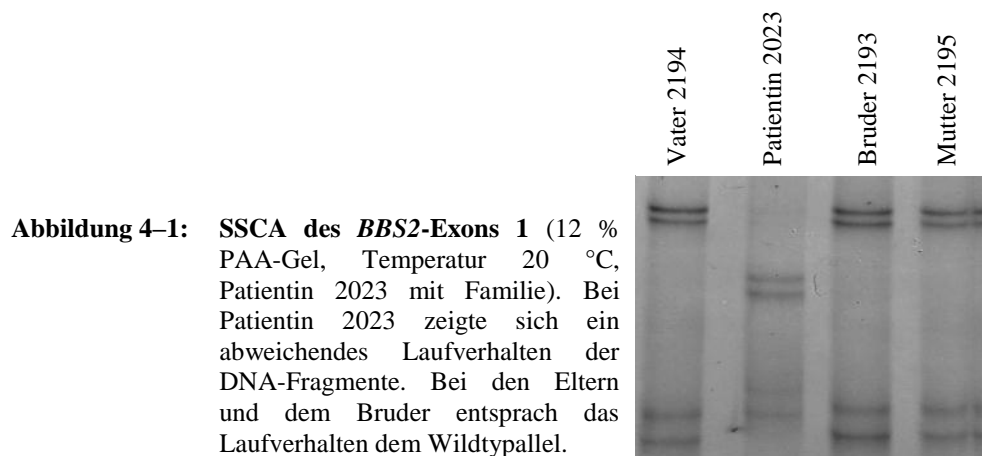 Vater 2194
Patientin 2023
Bruder 2193
Mutter 2195
Abbildung 4–1: SSCA des BBS2-Exons 1 (12 %
PAA-Gel, Temperatur 20 °C,
Patientin 2023 mit Familie). Bei
Patientin 2023 zeigte sich ein
abweichendes Laufverhalten der
DNA-Fragmente. Bei den Eltern
und dem Bruder entsprach das
Laufverhalten dem Wildtypallel.